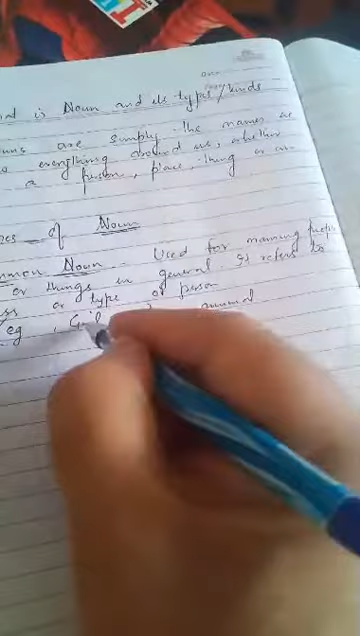 is Noun and its type/kinds
are simply the names we
everything around us, whether
a person, place, thing or an
of Noun
mmon Noun - Used for naming people
or things in general. It refers to
or type of person
eg , animal